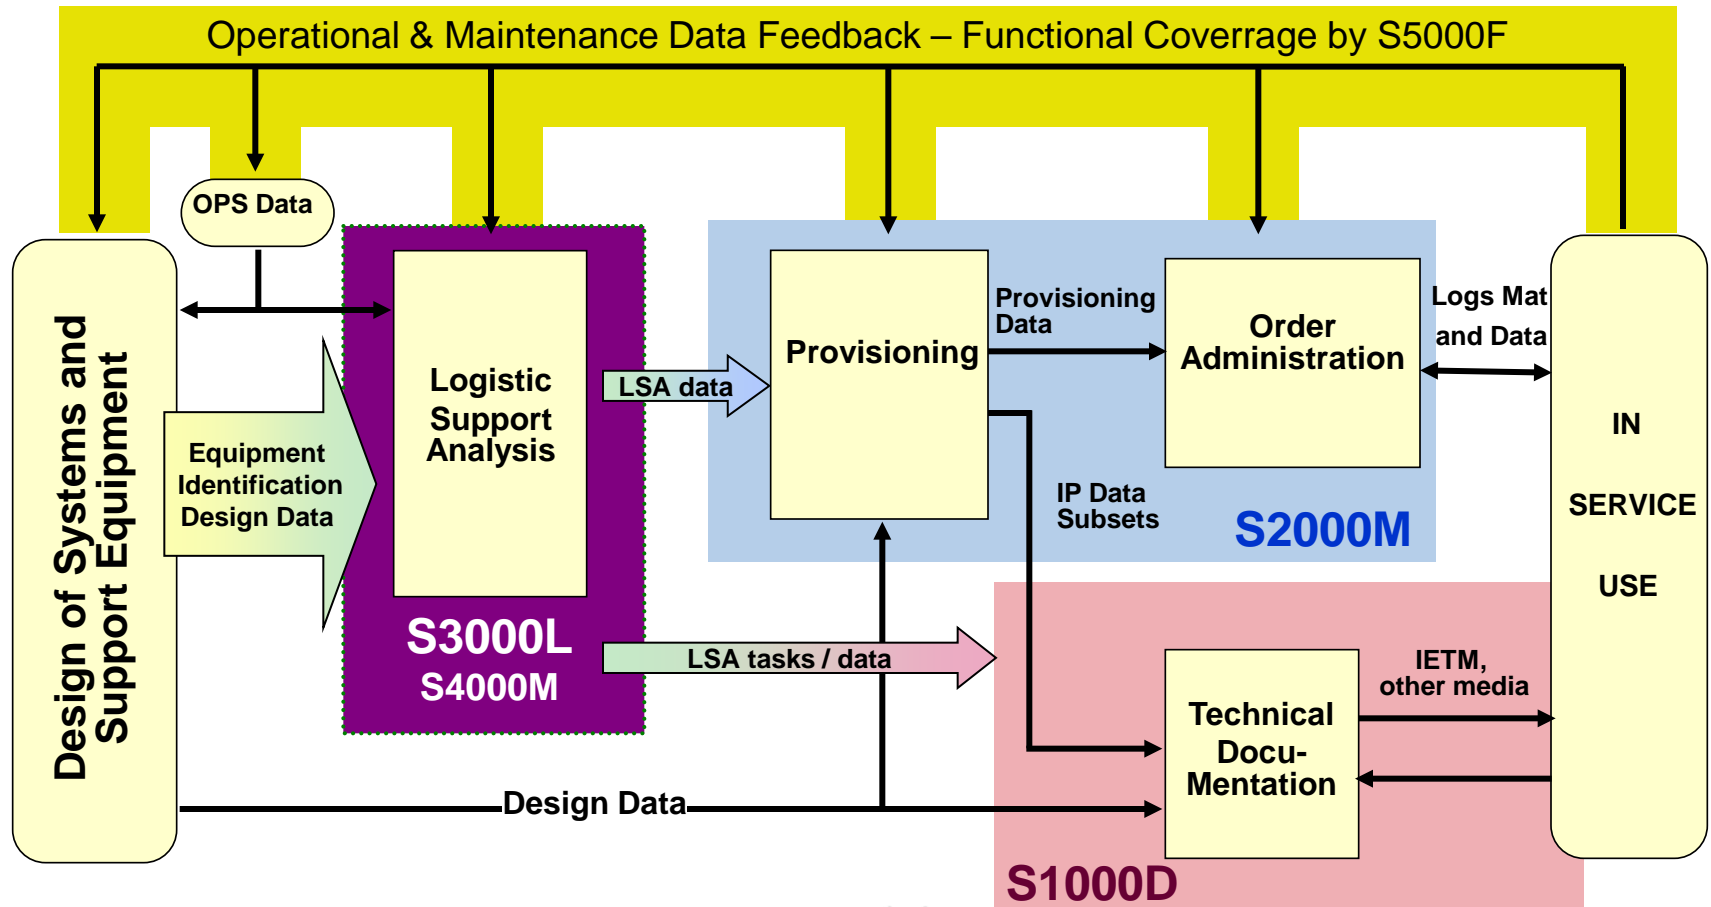 Operational & Maintenance Data Feedback – Functional Coverrage by S5000F
OPS Data
Design of Systems and
Support Equipment
Equipment
Identification
Design Data
Logistic
Support
Analysis
S3000L
S4000M
LSA data
LSA tasks / data
Provisioning
Provisioning
Data
Order
Administration
IP Data
Subsets
S2000M
Logs Mat
and Data
IN
SERVICE
USE
IETM,
other media
Technical
Docu-
Mentation
Design Data
S1000D